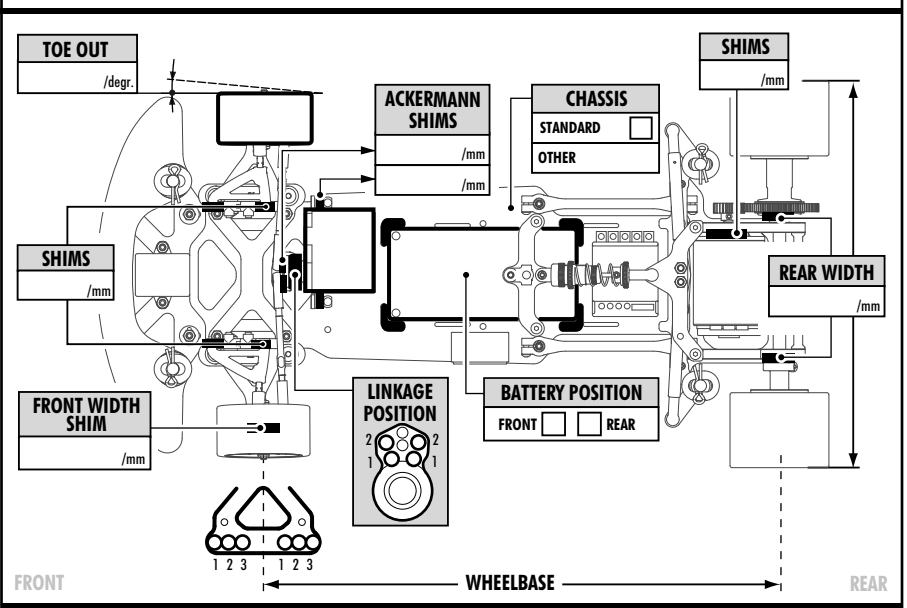 TOE OUT
/degr.
ACKERMANN
SHIMS
/mm
/mm
CHASSIS
STANDARD
OTHER
SHIMS
/mm
SHIMS
/mm
REAR WIDTH
/mm
FRONT WIDTH
SHIM
/mm
LINKAGE
POSITION
2 2
1 1
BATTERY POSITION
FRONT REAR
1 2 3 1 2 3
FRONT
WHEELBASE
REAR